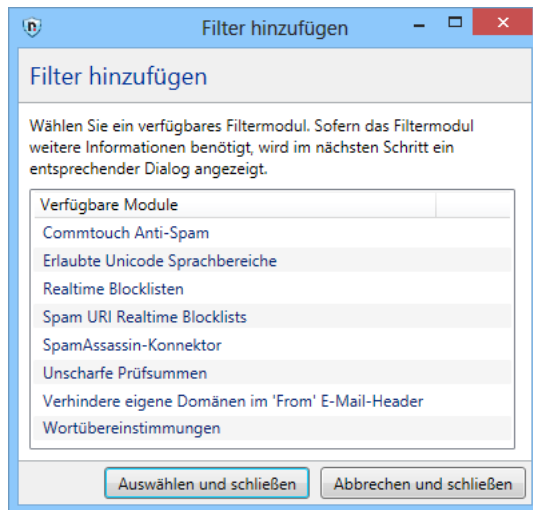 Filter hinzufügen
Filter hinzufügen
Wählen Sie ein verfügbares Filtermodul. Sofern das Filtermodul
weitere Informationen benötigt, wird im nächsten Schritt ein
entsprechender Dialog angezeigt.
Verfügbare Module
Commtouch Anti-Spam
Erlaubte Unicode Sprachbereiche
Realtime Blocklisten
Spam URI Realtime Blocklists
SpamAssassin-Konnektor
Unscharfe Prüfsummen
Verhindere eigene Domänen im 'From' E-Mail-Header
Wortübereinstimmungen
Auswählen und schließen Abbrechen und schließen